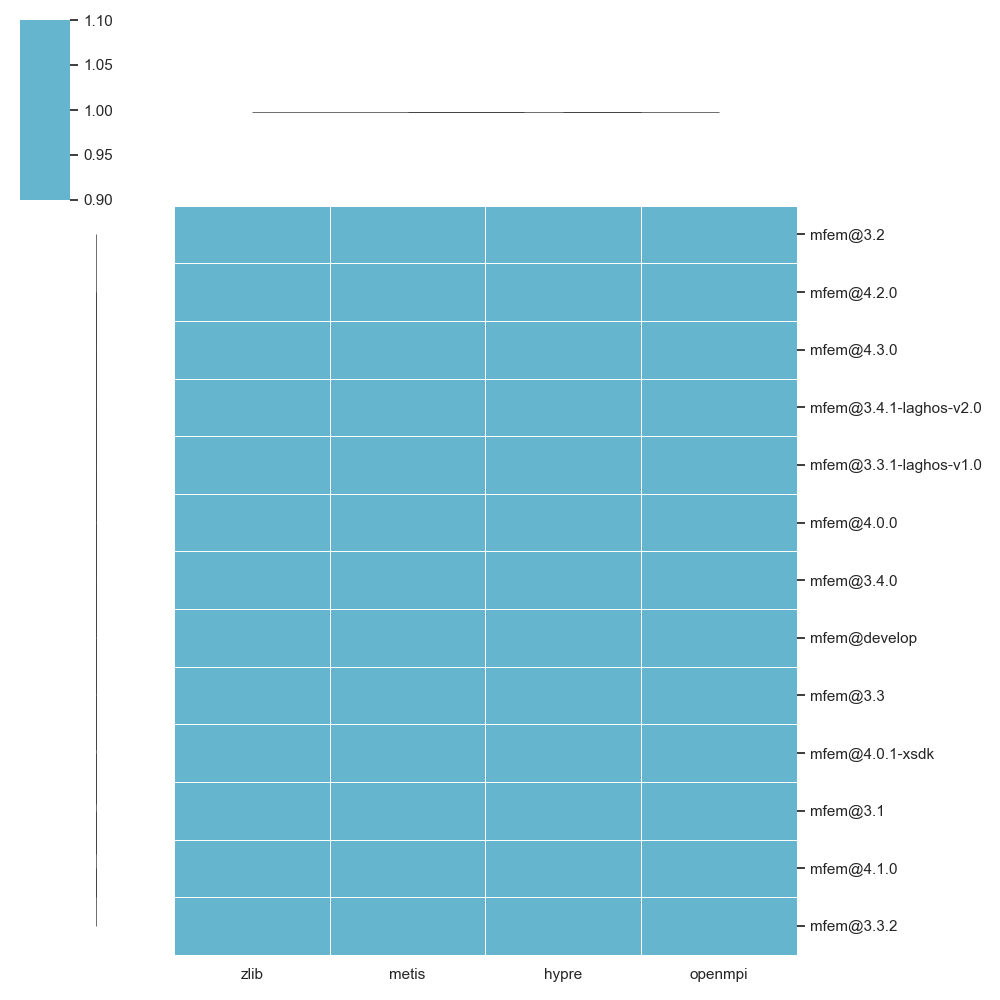 1.10
1.05
1.00
0.95
0.90
mfem@3.2
mfem@4.2.0
mfem@4.3.0
mfem@3.4.1-laghos-v2.0
mfem@3.3.1-laghos-v1.0
mfem@4.0.0
mfem@3.4.0
mfem@develop
mfem@3.3
mfem@4.0.1-xsdk
mfem@3.1
mfem@4.1.0
mfem@3.3.2
zlib metis hypre openmpi